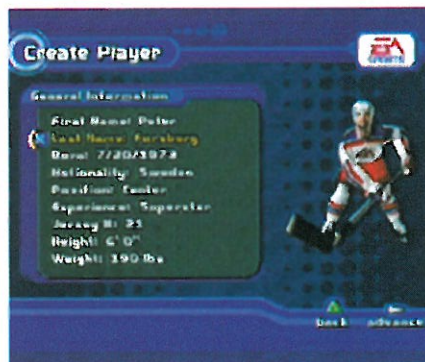 Create Player
EA
SPORTS
General Information
First Name: Peter
Last Name: Forsberg
Born: 7/20/1973
Nationality: Sweden
Position: Center
Experience: Superstar
Jersey #: 21
Height: 6' 0"
Weight: 190 lbs
back advance